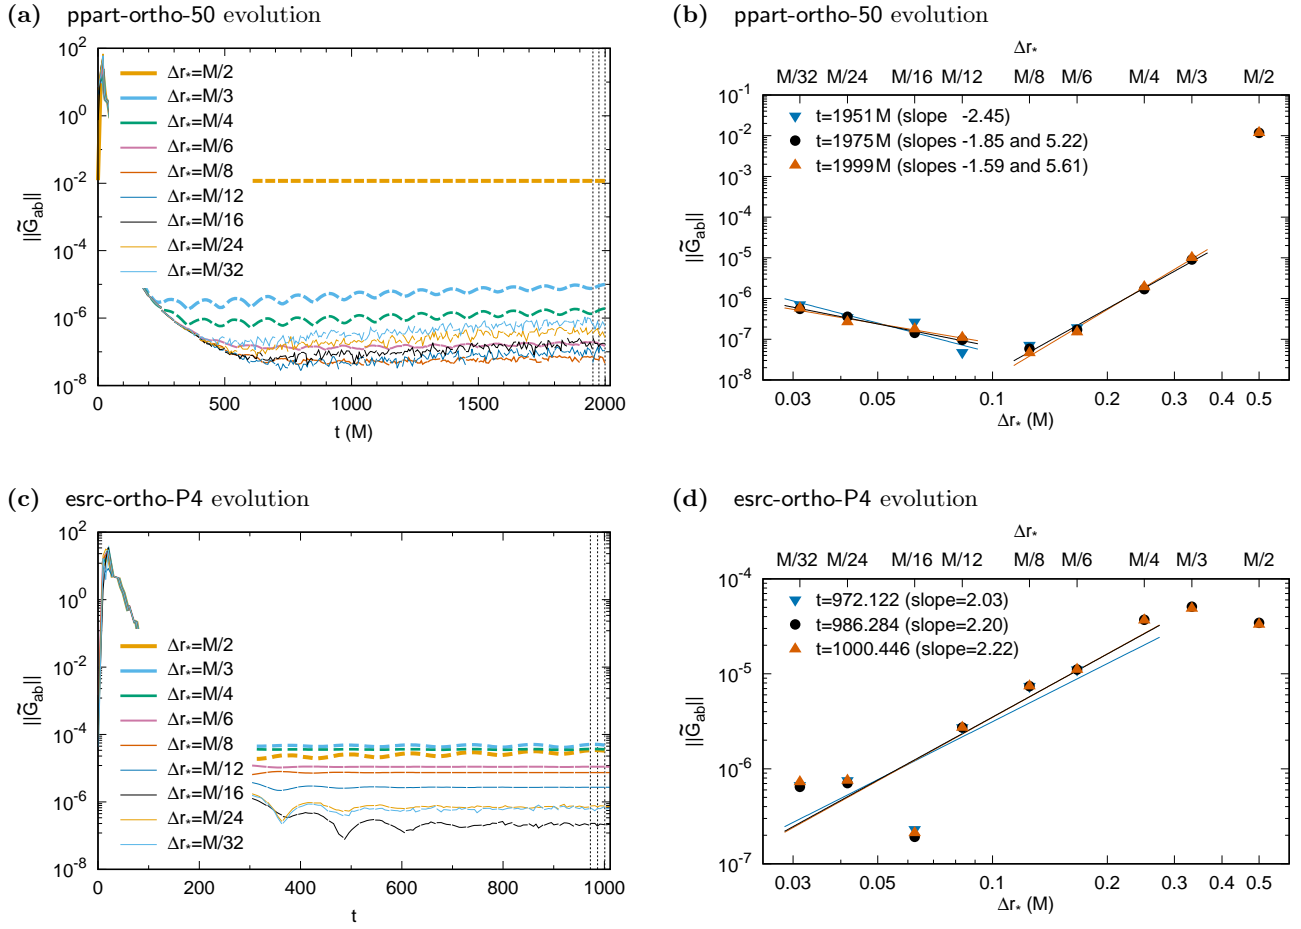 (a) ppart-ortho-50 evolution
10^2
10^0
10^-2
10^-4
10^-6
10^-8
||G̃_ab||
Δr⋆=M/2
Δr⋆=M/3
Δr⋆=M/4
Δr⋆=M/6
Δr⋆=M/8
Δr⋆=M/12
Δr⋆=M/16
Δr⋆=M/24
Δr⋆=M/32
0 500 1000 1500 2000
t (M)
(b) ppart-ortho-50 evolution
Δr⋆
M/32 M/24 M/16 M/12 M/8 M/6 M/4 M/3 M/2
10^-1
10^-2
10^-3
10^-4
10^-5
10^-6
10^-7
10^-8
||G̃_ab||
t=1951M (slope -2.45)
t=1975M (slopes -1.85 and 5.22)
t=1999M (slopes -1.59 and 5.61)
0.03 0.05 0.1 0.2 0.3 0.4 0.5
Δr⋆ (M)
(c) esrc-ortho-P4 evolution
10^2
10^0
10^-2
10^-4
10^-6
10^-8
||G̃_ab||
Δr⋆=M/2
Δr⋆=M/3
Δr⋆=M/4
Δr⋆=M/6
Δr⋆=M/8
Δr⋆=M/12
Δr⋆=M/16
Δr⋆=M/24
Δr⋆=M/32
0 200 400 600 800 1000
t
(d) esrc-ortho-P4 evolution
Δr⋆
M/32 M/24 M/16 M/12 M/8 M/6 M/4 M/3 M/2
10^-4
10^-5
10^-6
10^-7
||G̃_ab||
t=972.122 (slope=2.03)
t=986.284 (slope=2.20)
t=1000.446 (slope=2.22)
0.03 0.05 0.1 0.2 0.3 0.4 0.5
Δr⋆ (M)